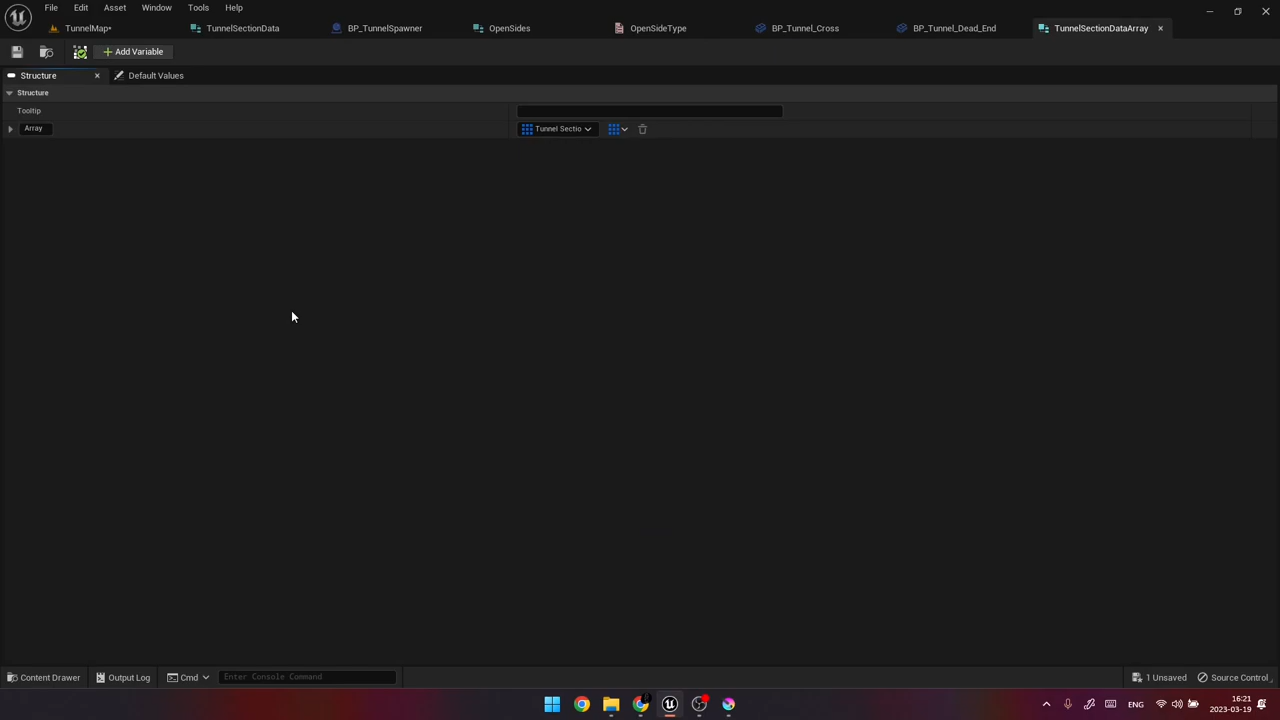 File Edit Asset Window Tools Help
TunnelMap• TunnelSectionData BP_TunnelSpawner OpenSides OpenSideType BP_Tunnel_Cross BP_Tunnel_Dead_End TunnelSectionDataArray
Add Variable
Structure Default Values
Structure
Tooltip
Array Tunnel Sectio
Content Drawer Output Log Cmd Enter Console Command 1 Unsaved Source Control
ENG 16:21
2023-03-19